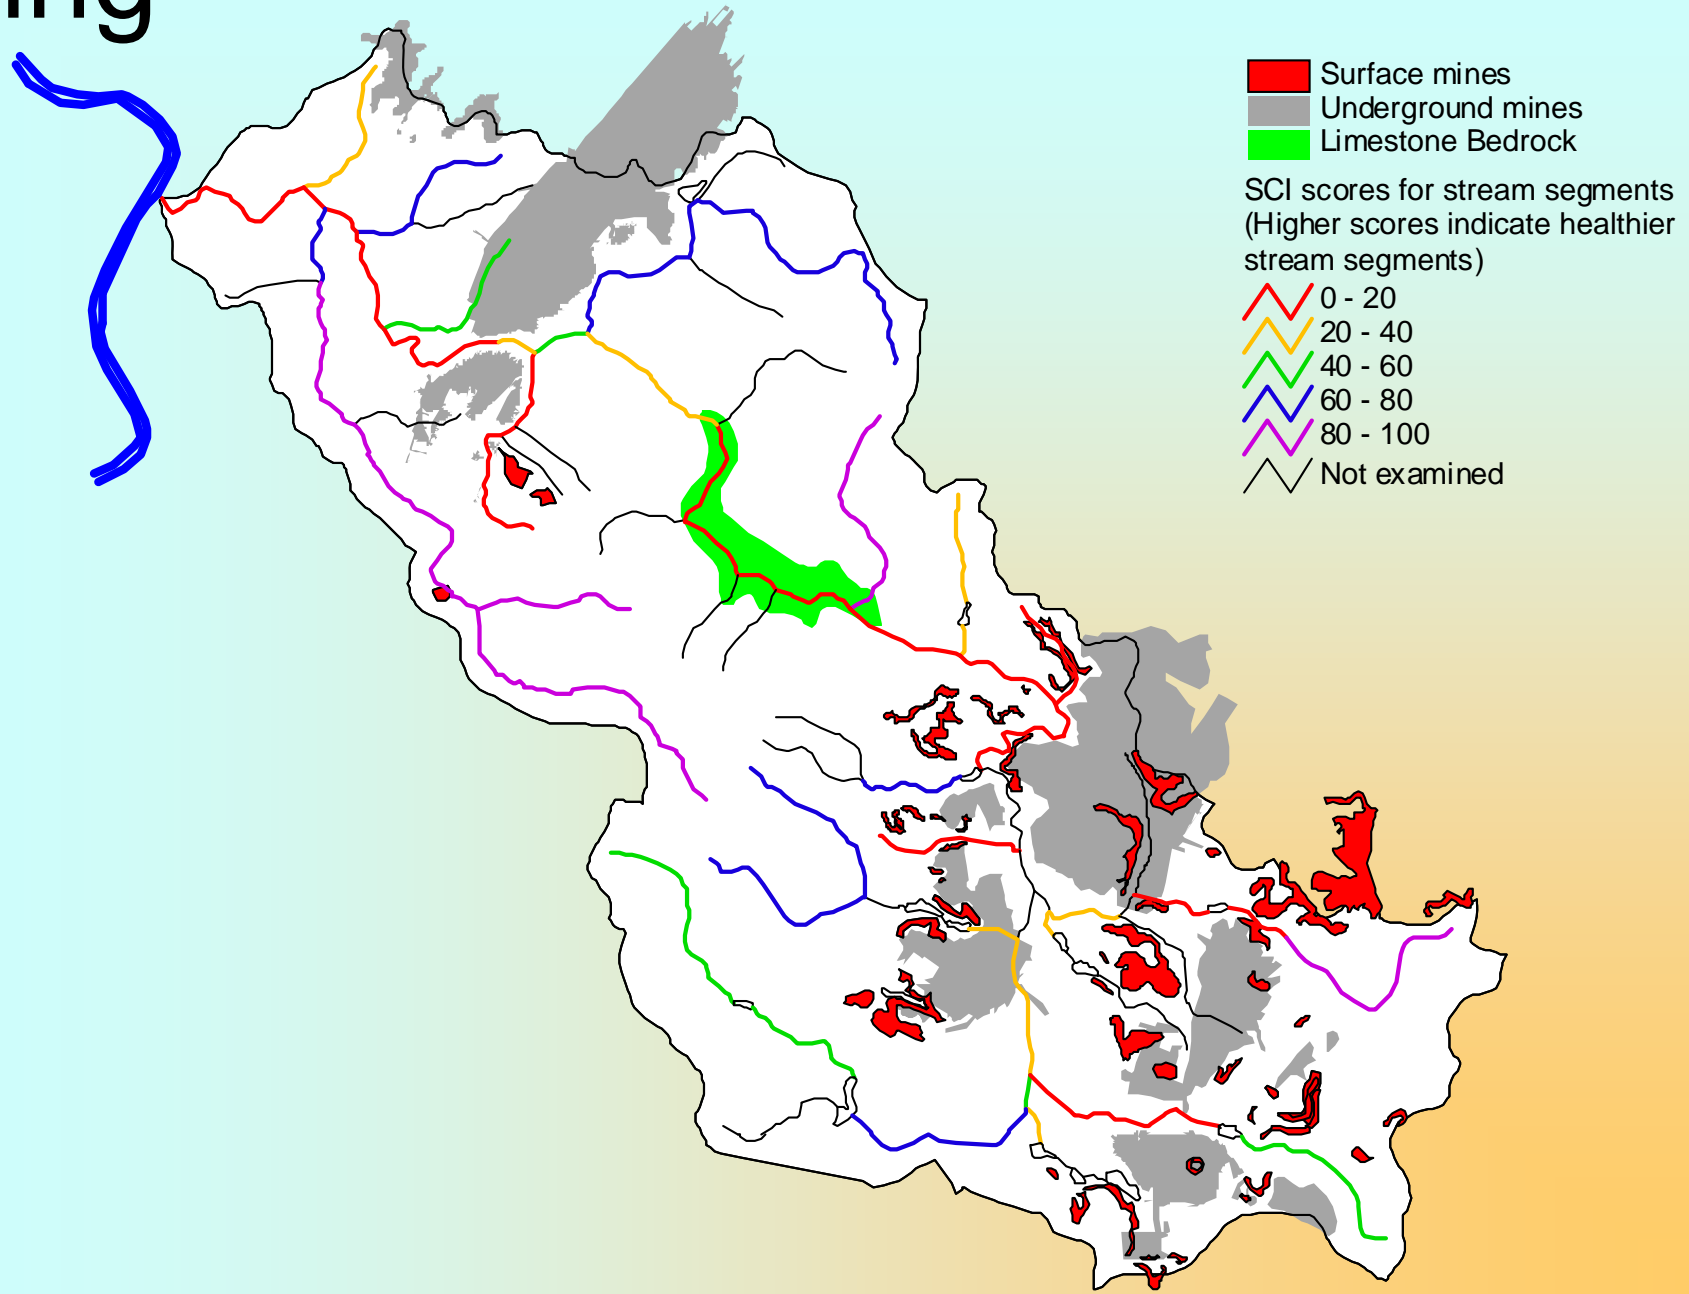 Surface mines
Underground mines
Limestone Bedrock
SCI scores for stream segments
(Higher scores indicate healthier
stream segments)
0 - 20
20 - 40
40 - 60
60 - 80
80 - 100
Not examined